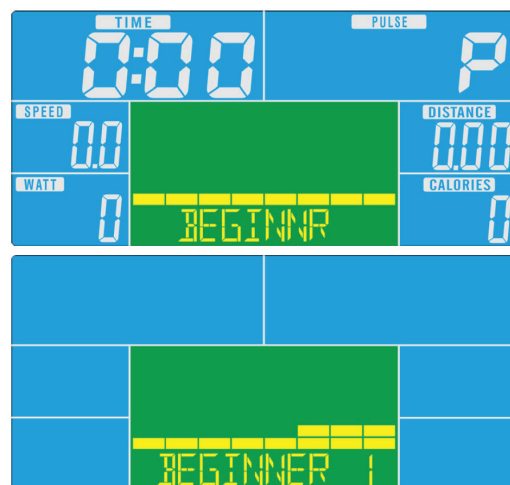 TIME PULSE
0:00 P
SPEED DISTANCE
0.0 0.00
WATT CALORIES
0 0
BEGINNR
BEGINNER 1